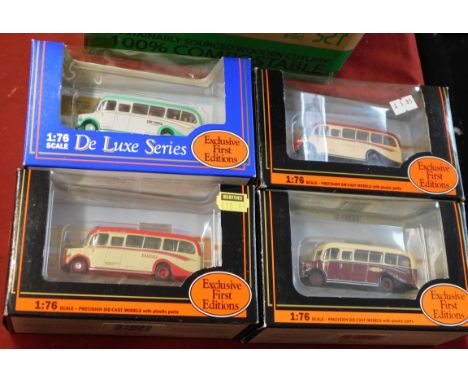 100% COMPOSTABLE
1:76
SCALE
De Luxe Series
Exclusive
First
Editions
1:76 SCALE - PRECISION DIE-CAST MODELS with plastic parts
Exclusive
First
Editions
1:76 SCALE - PRECISION DIE-CAST MODELS with plastic parts
Exclusive
First
Editions
1:76 SCALE - PRECISION DIE-CAST MODELS with plastic parts
Exclusive
First
Editions